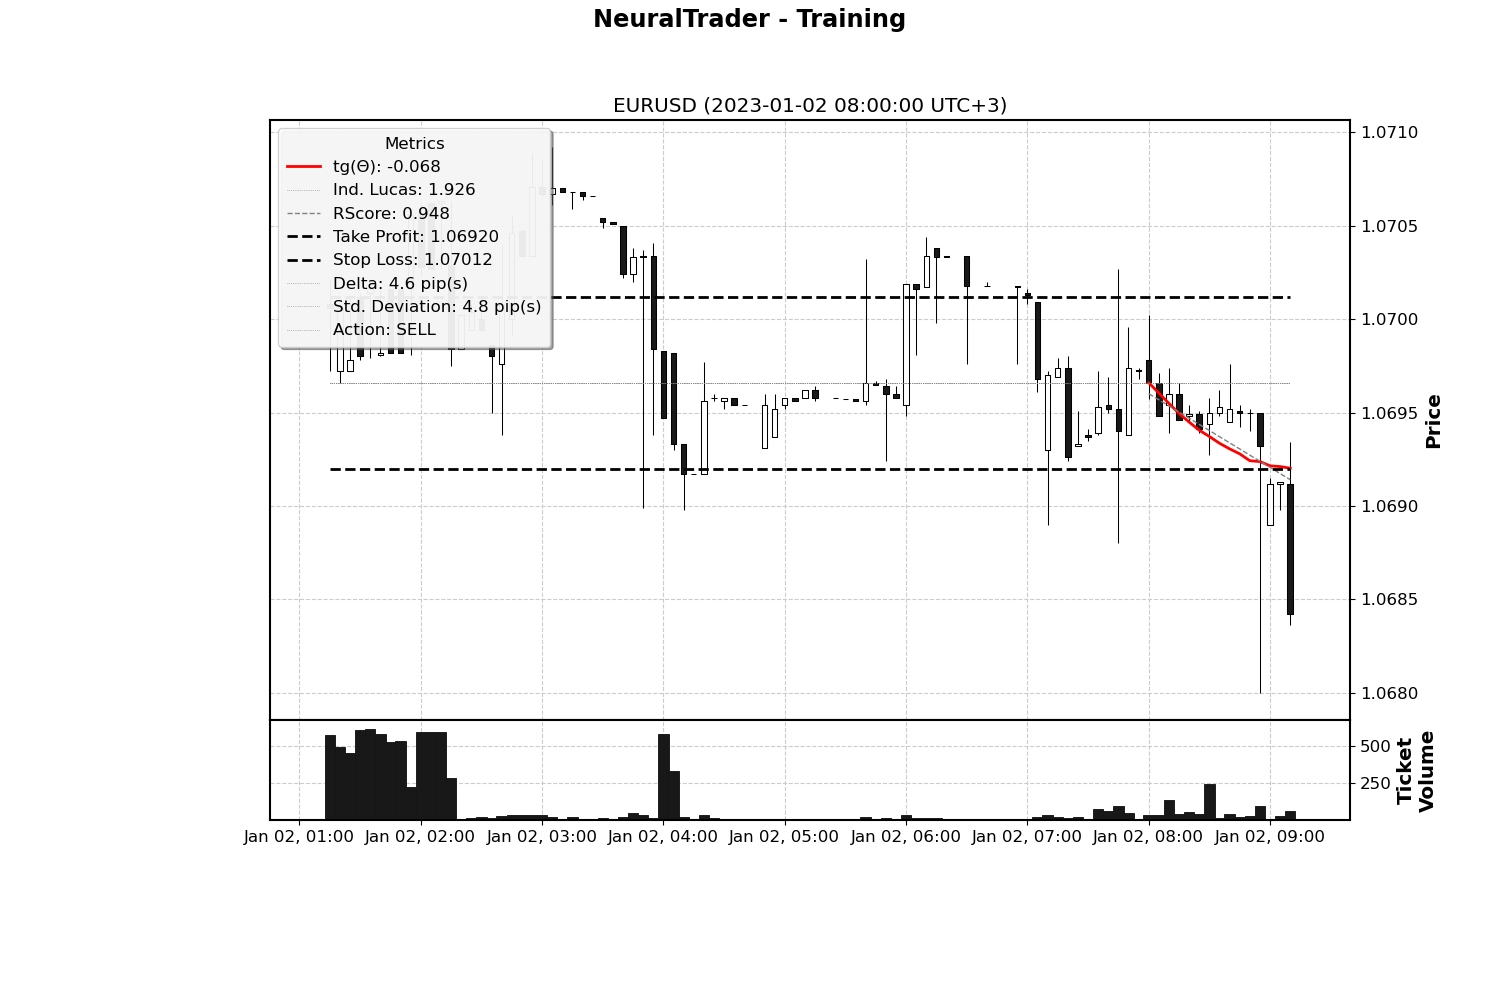 NeuralTrader - Training
EURUSD (2023-01-02 08:00:00 UTC+3)
Metrics
tg(Θ): -0.068
Ind. Lucas: 1.926
RScore: 0.948
Take Profit: 1.06920
Stop Loss: 1.07012
Delta: 4.6 pip(s)
Std. Deviation: 4.8 pip(s)
Action: SELL
1.0710
1.0705
1.0700
1.0695
1.0690
1.0685
1.0680
Price
500
250
Ticket
Volume
Jan 02, 01:00
Jan 02, 02:00
Jan 02, 03:00
Jan 02, 04:00
Jan 02, 05:00
Jan 02, 06:00
Jan 02, 07:00
Jan 02, 08:00
Jan 02, 09:00